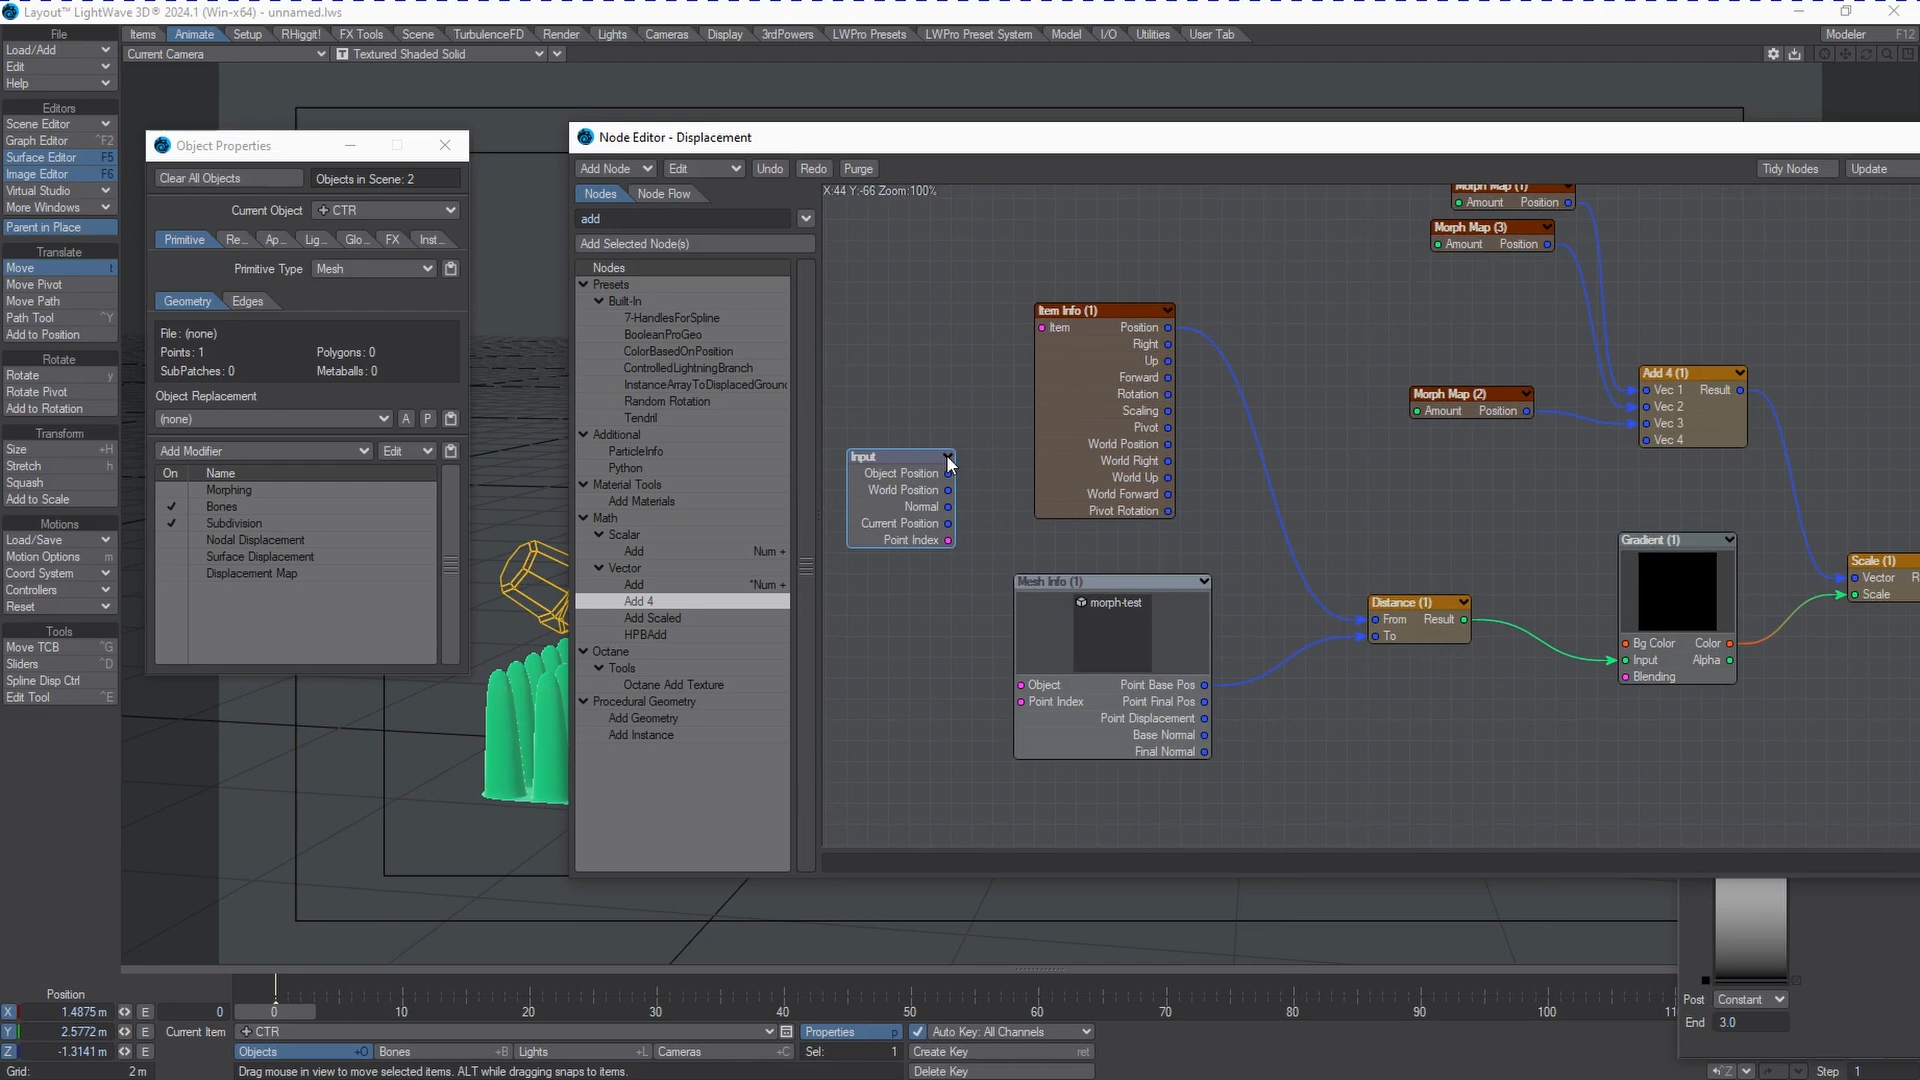 Layout™ LightWave 3D® 2024.1 (Win-x64) - unnamed.lws
File
Items
Animate
Setup
RHiggit!
FX Tools
Scene
TurbulenceFD
Render
Lights
Cameras
Display
3rdPowers
LWPro Presets
LWPro Preset System
Model
I/O
Utilities
User Tab
Modeler F12
Load/Add
Edit
Help
Current Camera
Textured Shaded Solid
Editors
Scene Editor
Graph Editor ^F2
Surface Editor F5
Image Editor F6
Virtual Studio
More Windows
Parent in Place
Translate
Move t
Move Pivot
Move Path
Path Tool ^Y
Add to Position
Rotate
Rotate y
Rotate Pivot
Add to Rotation
Transform
Size +H
Stretch h
Squash
Add to Scale
Motions
Load/Save
Motion Options m
Coord System
Controllers
Reset
Tools
Move TCB ^G
Sliders ^D
Spline Disp Ctrl
Edit Tool ^E
Object Properties
Clear All Objects
Objects in Scene: 2
Current Object
CTR
Primitive
Re...
Ap...
Lig...
Glo...
FX
Inst...
Primitive Type
Mesh
Geometry
Edges
File: (none)
Points: 1
Polygons: 0
SubPatches: 0
Metaballs: 0
Object Replacement
(none)
A
P
Add Modifier
Edit
On
Name
Morphing
Bones
Subdivision
Nodal Displacement
Surface Displacement
Displacement Map
Node Editor - Displacement
Add Node
Edit
Undo
Redo
Purge
Tidy Nodes
Update
Nodes
Node Flow
X:44 Y:-66 Zoom:100%
add
Add Selected Node(s)
Nodes
Presets
Built-In
7-HandlesForSpline
BooleanProGeo
ColorBasedOnPosition
ControlledLightningBranch
InstanceArrayToDisplacedGround
Random Rotation
Tendril
Additional
ParticleInfo
Python
Material Tools
Add Materials
Math
Scalar
Add Num +
Vector
Add *Num +
Add 4
Add Scaled
HPBAdd
Octane
Tools
Octane Add Texture
Procedural Geometry
Add Geometry
Add Instance
Morph Map (1)
Amount Position
Morph Map (3)
Amount Position
Item Info (1)
Item Position
Right
Up
Forward
Rotation
Scaling
Pivot
World Position
World Right
World Up
World Forward
Pivot Rotation
Add 4 (1)
Vec 1 Result
Vec 2
Vec 3
Vec 4
Morph Map (2)
Amount Position
Input
Object Position
World Position
Normal
Current Position
Point Index
Gradient (1)
Bg Color Color
Input Alpha
Blending
Scale (1)
Vector R
Scale
Mesh Info (1)
morph-test
Object Point Base Pos
Point Index Point Final Pos
Point Displacement
Base Normal
Final Normal
Distance (1)
From Result
To
Position
X 1.4875 m E
Y 2.5772 m E
Z -1.3141 m E
Grid: 2 m
0
0
10
20
30
40
50
60
70
80
90
100
11
Current Item
CTR
Properties p
Auto Key: All Channels
Objects +O
Bones +B
Lights +L
Cameras +C
Sel: 1
Create Key ret
Drag mouse in view to move selected items. ALT while dragging snaps to items.
Delete Key
Post
Constant
End
3.0
^Z
Step 1